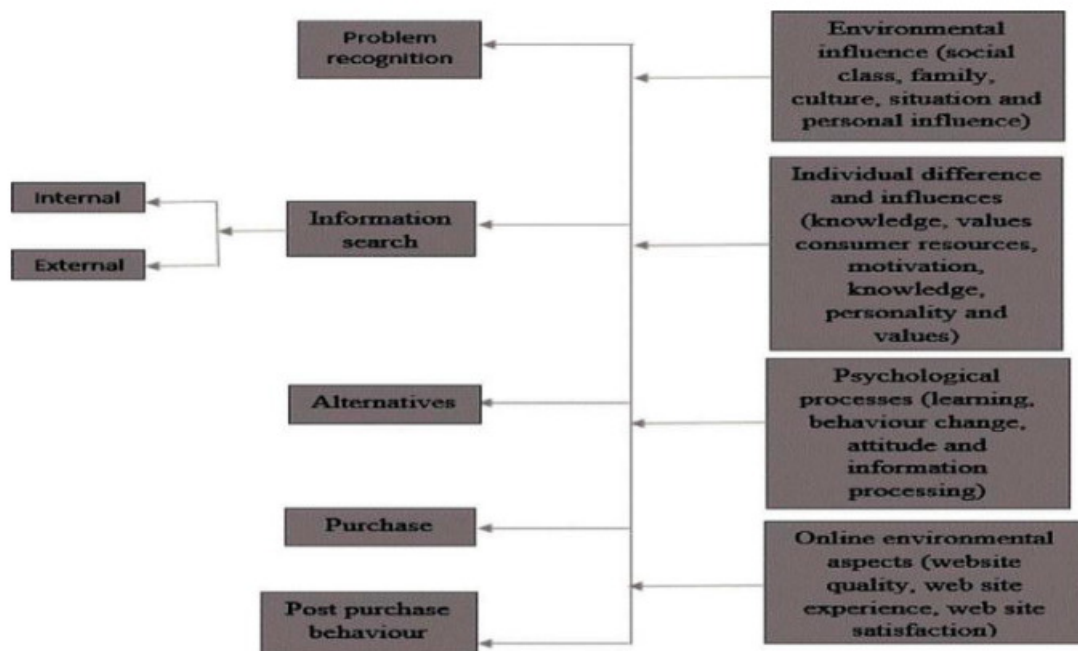 Problem
recognition
Environmental
influence (social
class, family,
culture, situation and
personal influence)
Internal
External
Information
search
Individual difference
and influences
(knowledge, values
consumer resources,
motivation,
knowledge,
personality and
values)
Alternatives
Psychological
processes (learning,
behaviour change,
attitude and
information
processing)
Purchase
Online environmental
aspects (website
quality, web site
experience, web site
satisfaction)
Post purchase
behaviour